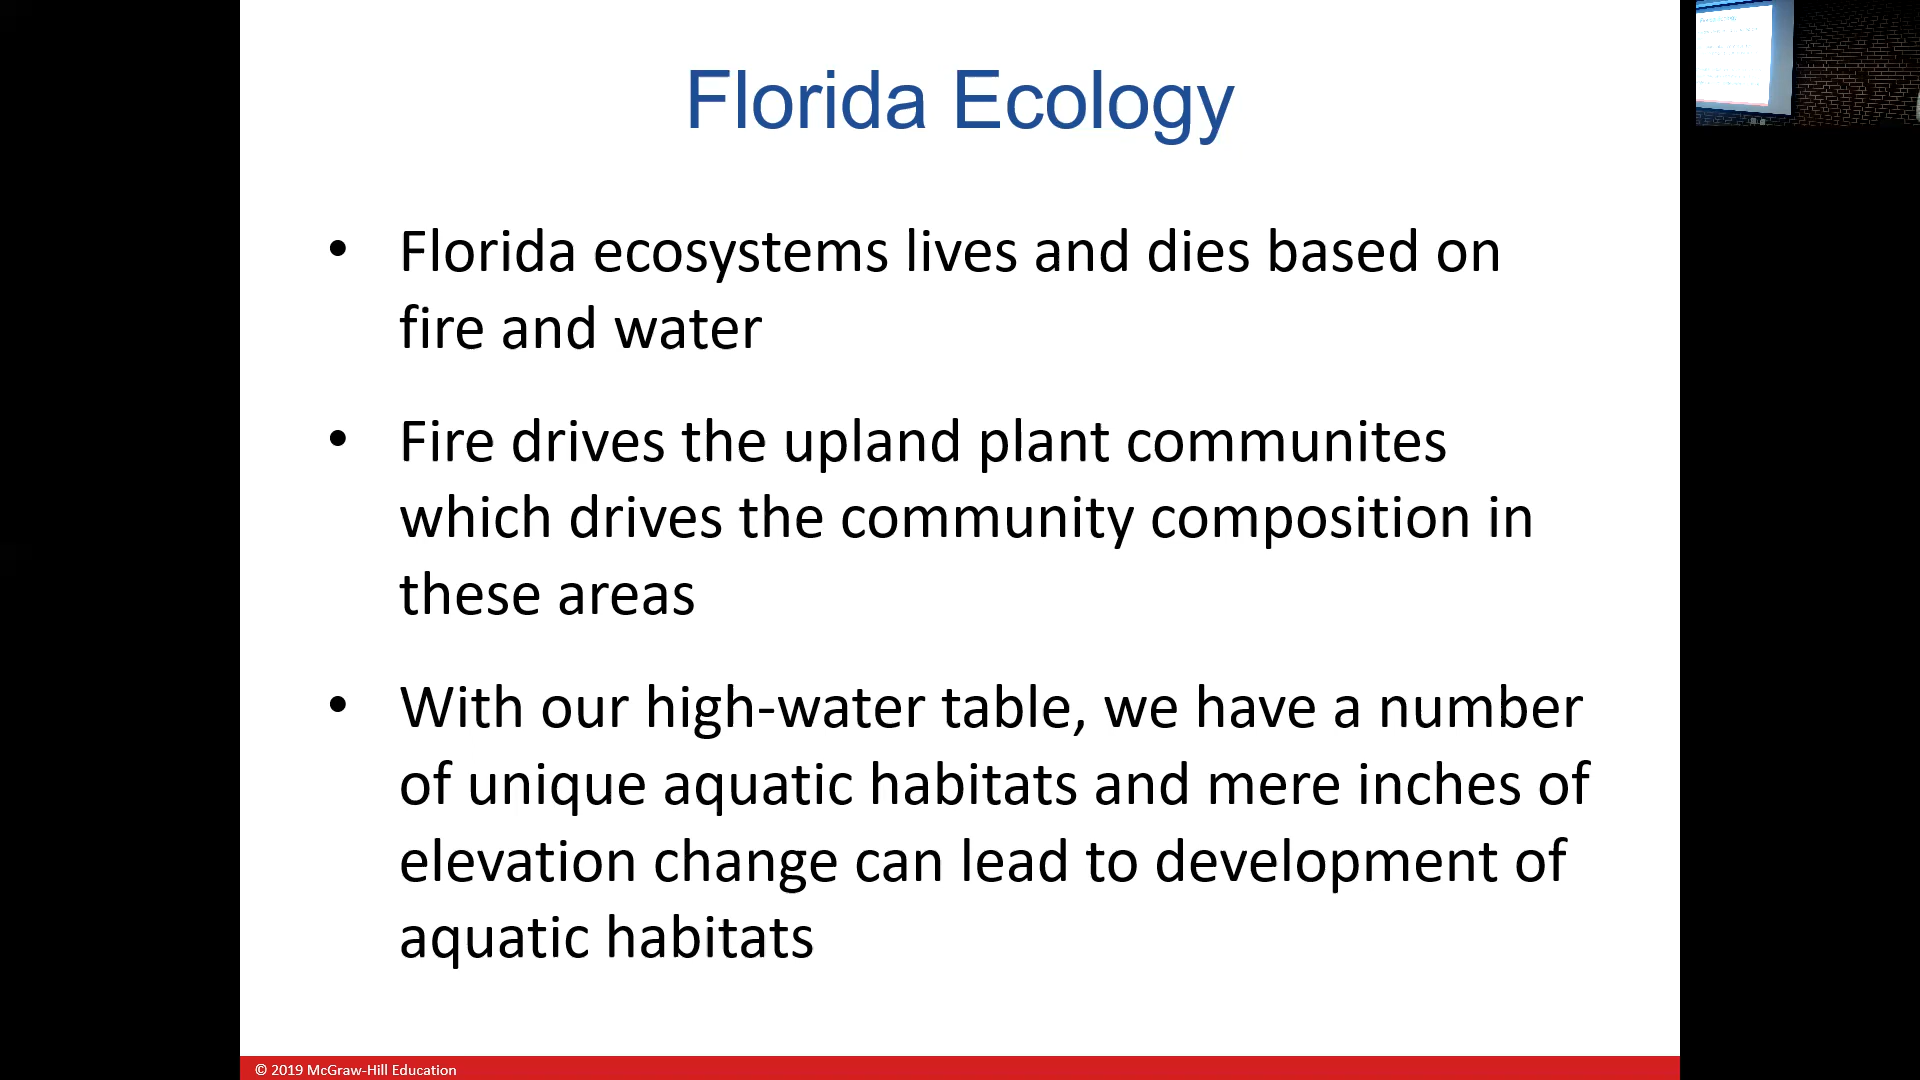 Florida Ecology
• Florida ecosystems lives and dies based on
fire and water
• Fire drives the upland plant communites
which drives the community composition in
these areas
• With our high-water table, we have a number
of unique aquatic habitats and mere inches of
elevation change can lead to development of
aquatic habitats
© 2019 McGraw-Hill Education